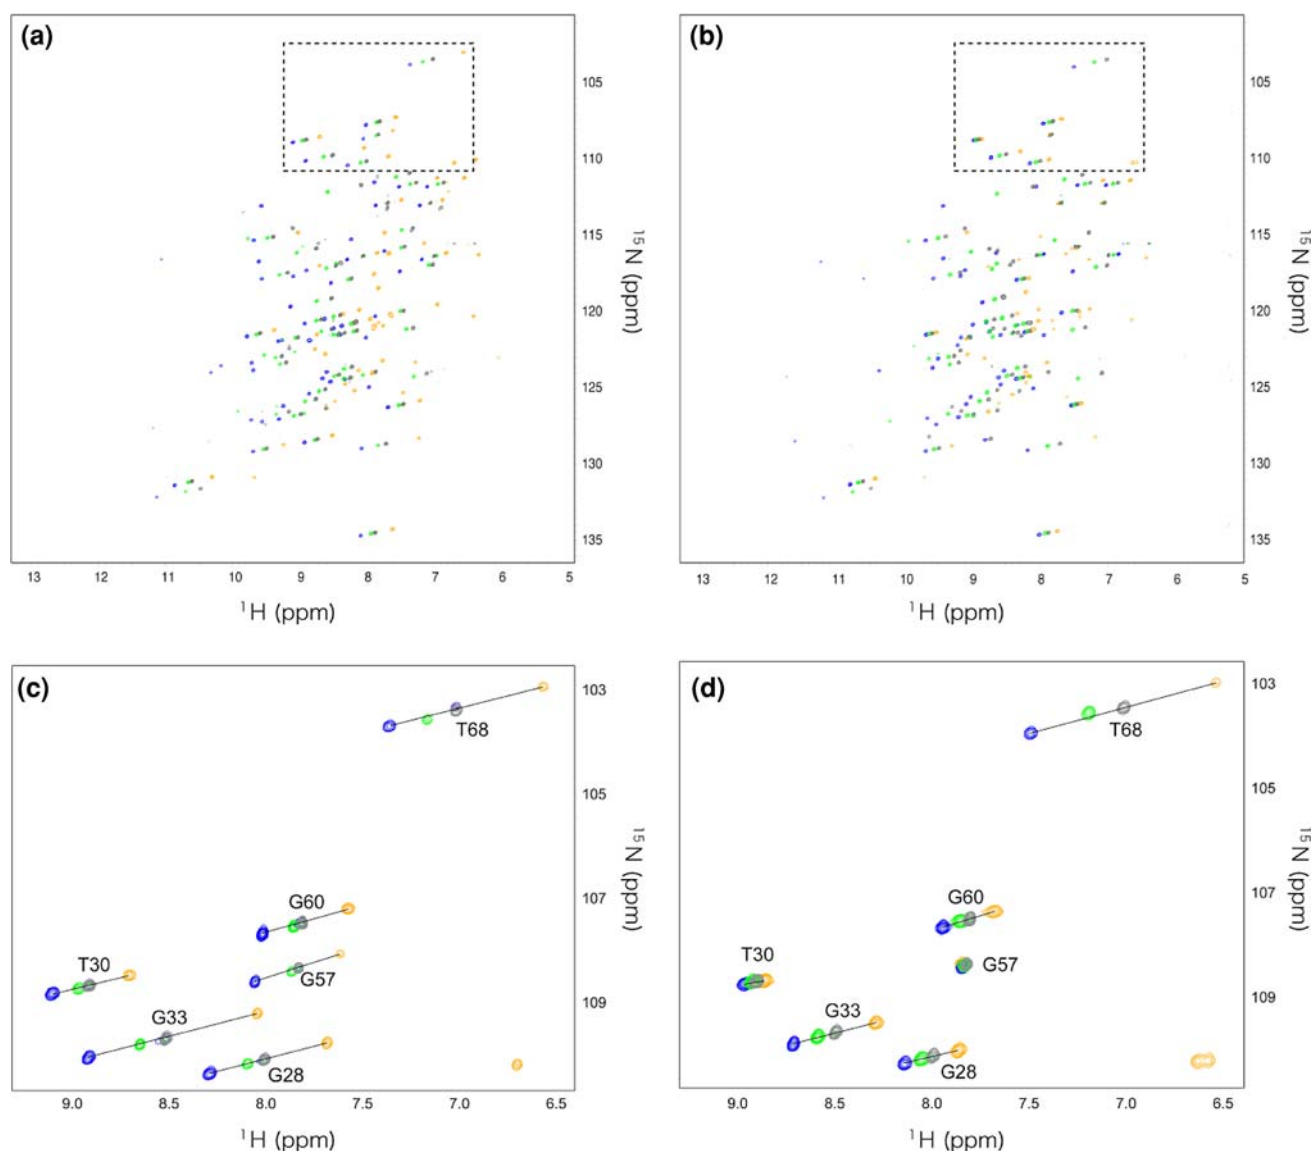 (a)
105
110
115
120
125
130
135
¹⁵N (ppm)
13 12 11 10 9 8 7 6 5
¹H (ppm)
(b)
105
110
115
120
125
130
135
¹⁵N (ppm)
13 12 11 10 9 8 7 6 5
¹H (ppm)
(c)
T68
G60
G57
T30
G33
G28
103
105
107
109
¹⁵N (ppm)
9.0 8.5 8.0 7.5 7.0 6.5
¹H (ppm)
(d)
T68
G60
T30
G57
G33
G28
103
105
107
109
¹⁵N (ppm)
9.0 8.5 8.0 7.5 7.0 6.5
¹H (ppm)